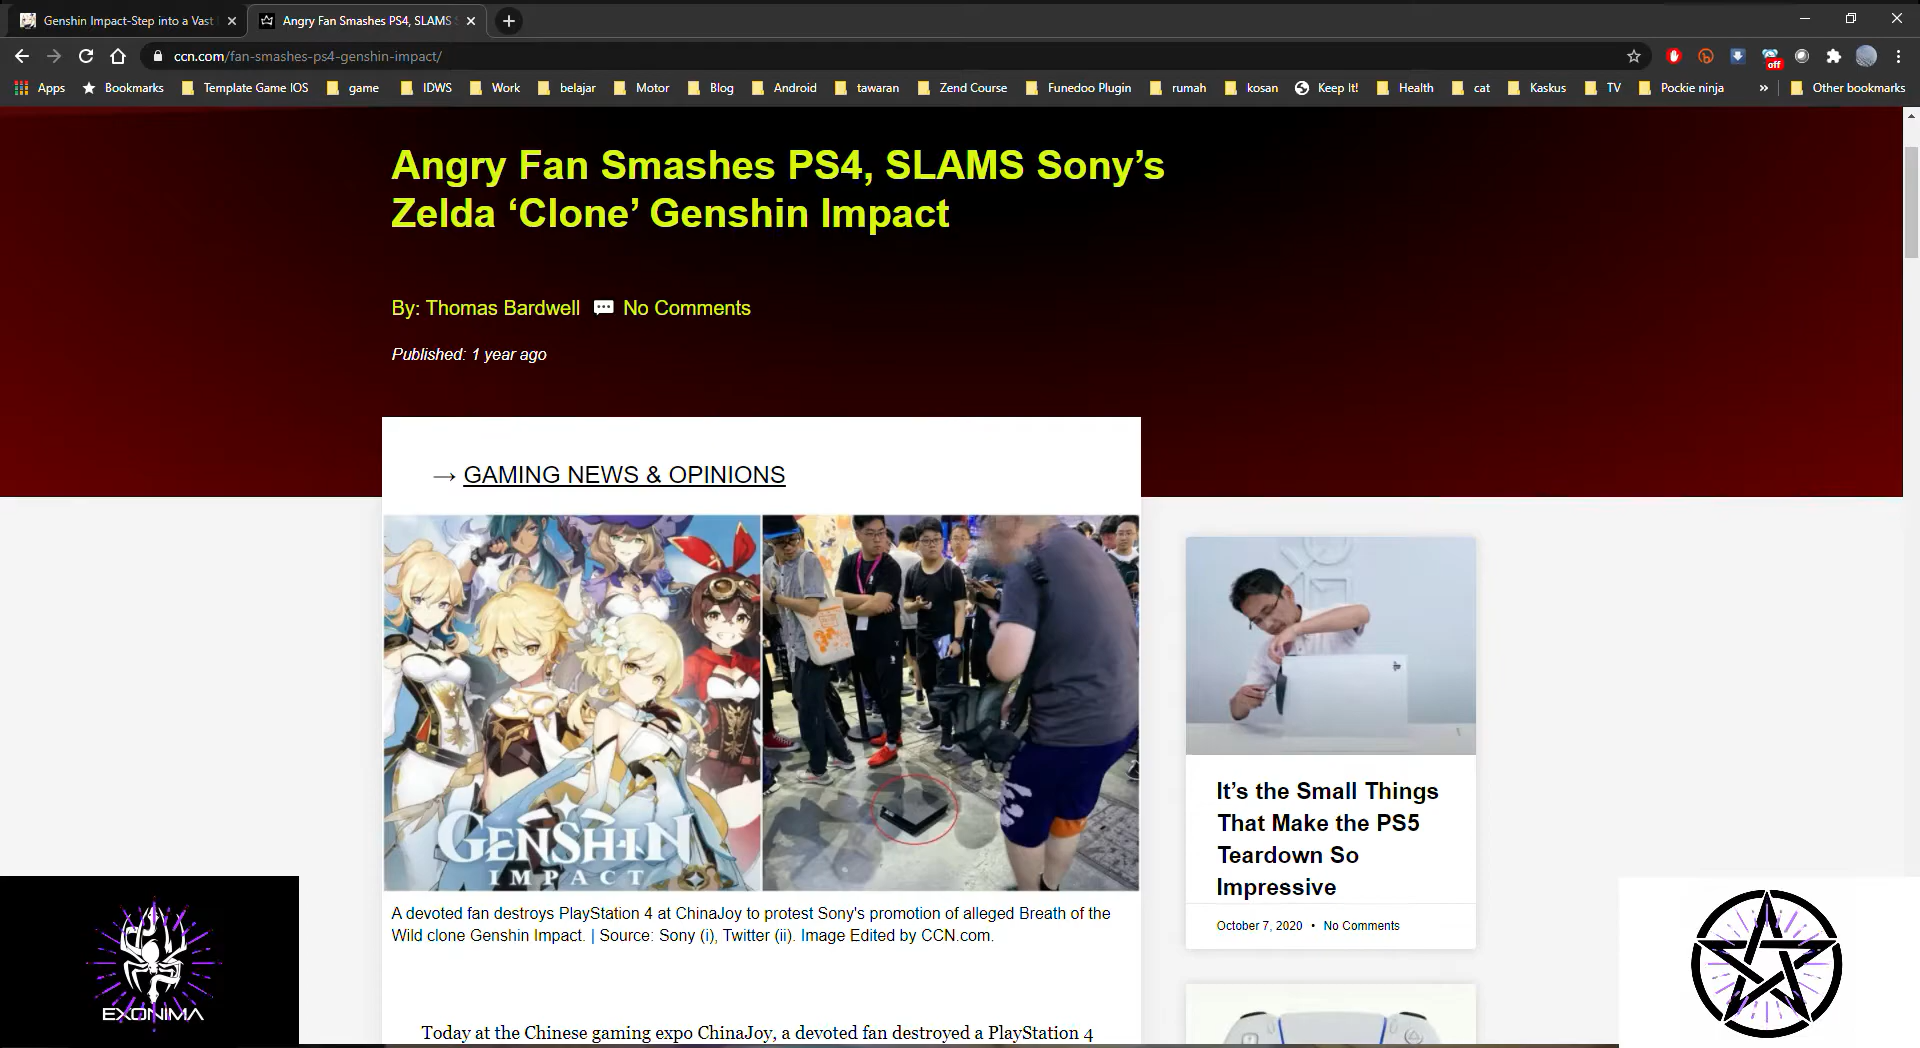 Genshin Impact-Step into a Vast
Angry Fan Smashes PS4, SLAMS S
ccn.com/fan-smashes-ps4-genshin-impact/
off
Apps
Bookmarks
Template Game IOS
game
IDWS
Work
belajar
Motor
Blog
Android
tawaran
Zend Course
Funedoo Plugin
rumah
kosan
Keep It!
Health
cat
Kaskus
TV
Pockie ninja
»
Other bookmarks
Angry Fan Smashes PS4, SLAMS Sony’s
Zelda ‘Clone’ Genshin Impact
By: Thomas Bardwell
No Comments
Published: 1 year ago
→ GAMING NEWS & OPINIONS
GENSHIN
IMPACT
A devoted fan destroys PlayStation 4 at ChinaJoy to protest Sony's promotion of alleged Breath of the
Wild clone Genshin Impact. | Source: Sony (i), Twitter (ii). Image Edited by CCN.com.
Today at the Chinese gaming expo ChinaJoy, a devoted fan destroyed a PlayStation 4
It’s the Small Things
That Make the PS5
Teardown So
Impressive
October 7, 2020 • No Comments
EXONIMA